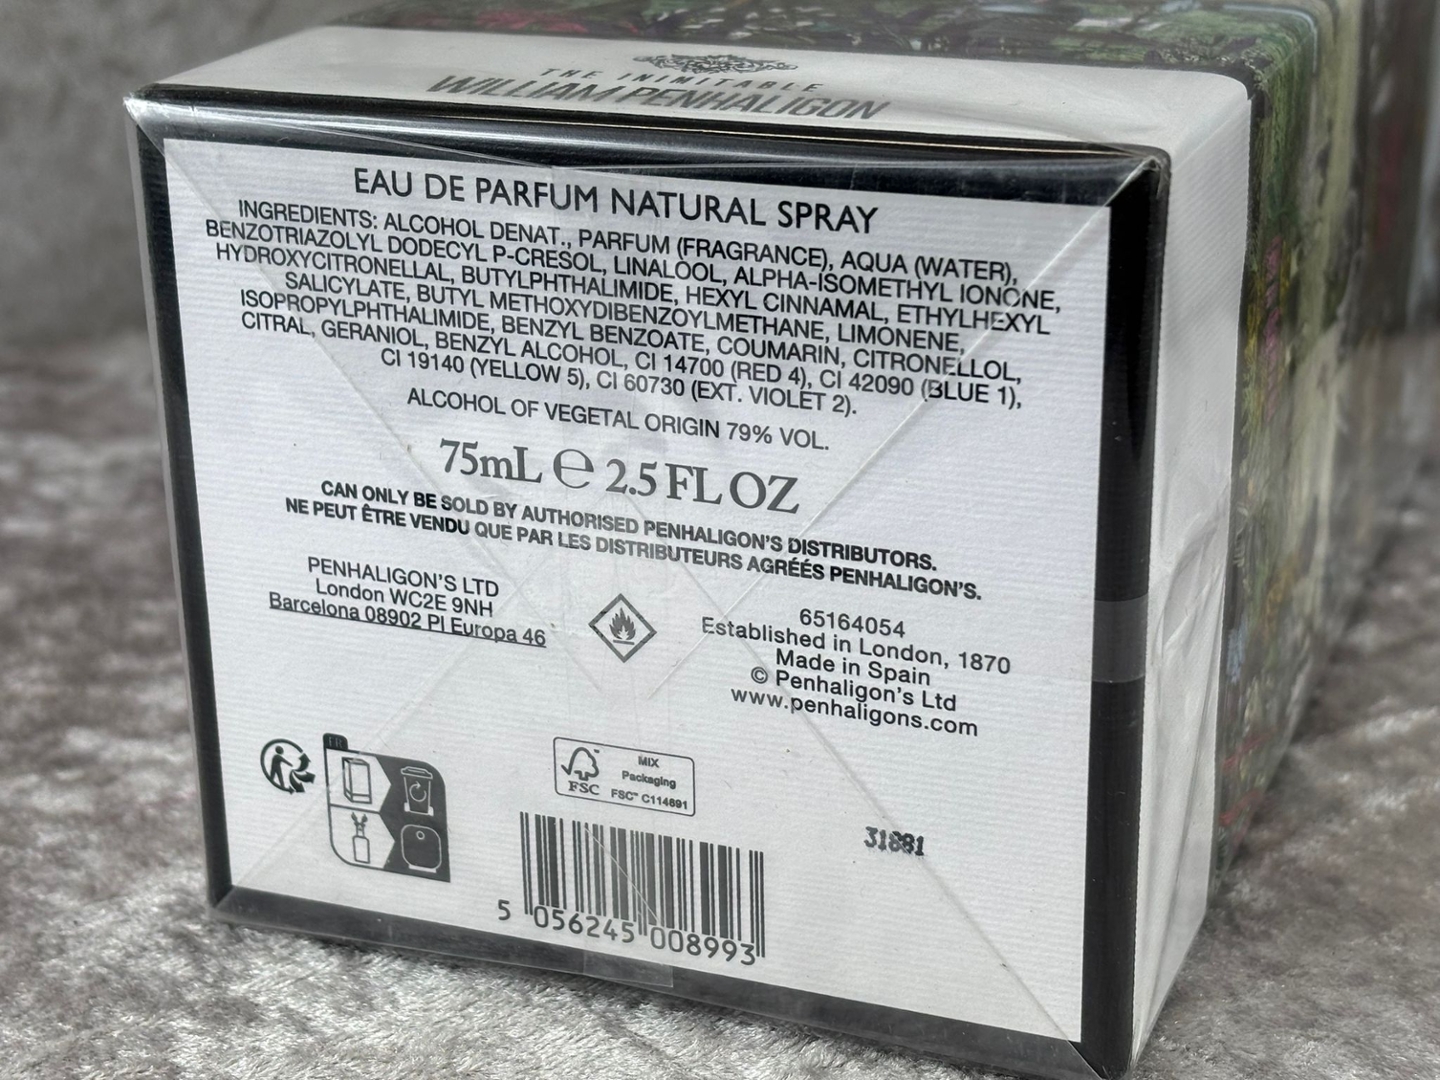 THE INIMITABLE
WILLIAM PENHALIGON
EAU DE PARFUM NATURAL SPRAY
INGREDIENTS: ALCOHOL DENAT., PARFUM (FRAGRANCE), AQUA (WATER),
BENZOTRIAZOLYL DODECYL P-CRESOL, LINALOOL, ALPHA-ISOMETHYL IONONE,
HYDROXYCITRONELLAL, BUTYLPHTHALIMIDE, HEXYL CINNAMAL, ETHYLHEXYL
SALICYLATE, BUTYL METHOXYDIBENZOYLMETHANE, LIMONENE,
ISOPROPYLPHTHALIMIDE, BENZYL BENZOATE, COUMARIN, CITRONELLOL,
CITRAL, GERANIOL, BENZYL ALCOHOL, CI 14700 (RED 4), CI 42090 (BLUE 1),
CI 19140 (YELLOW 5), CI 60730 (EXT. VIOLET 2).
ALCOHOL OF VEGETAL ORIGIN 79% VOL.
75mL ℮ 2.5 FL OZ
CAN ONLY BE SOLD BY AUTHORISED PENHALIGON'S DISTRIBUTORS.
NE PEUT ÊTRE VENDU QUE PAR LES DISTRIBUTEURS AGRÉÉS PENHALIGON'S.
PENHALIGON'S LTD
London WC2E 9NH
Barcelona 08902 Pl Europa 46
65164054
Established in London, 1870
Made in Spain
© Penhaligon's Ltd
www.penhaligons.com
FR
FSC
MIX
Packaging
FSC™ C114691
31881
5 056245 008993